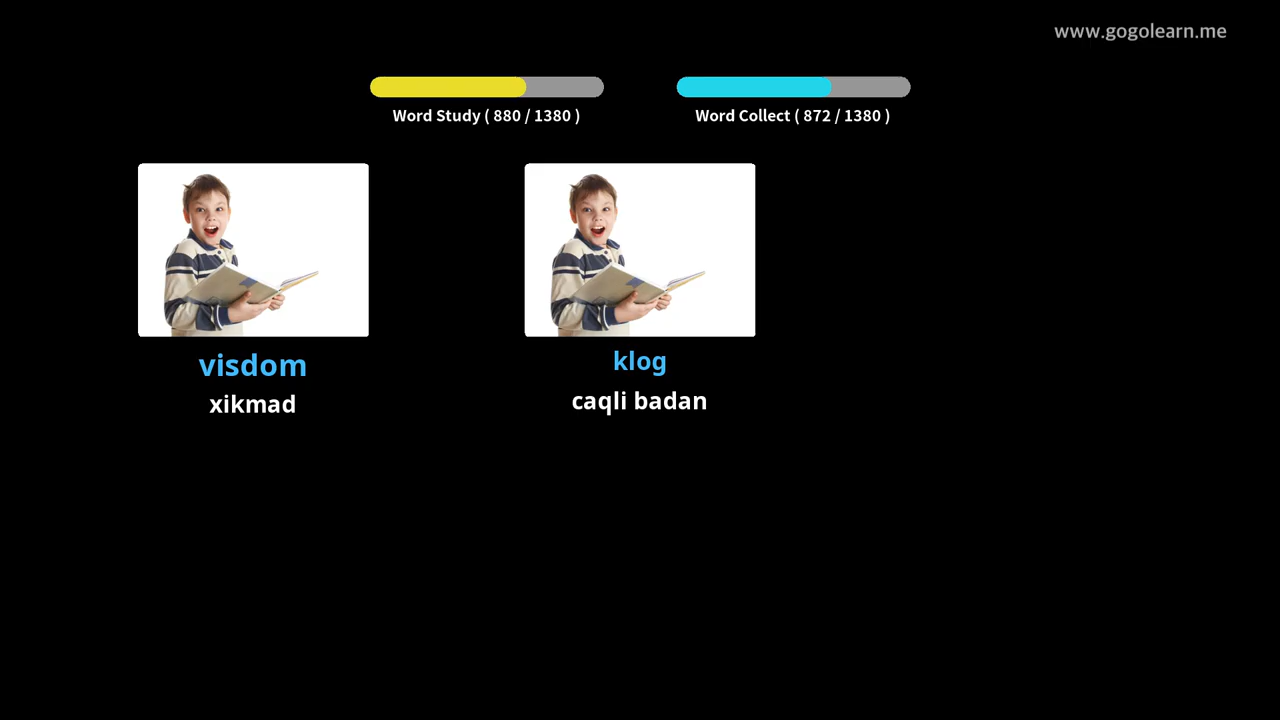 www.gogolearn.me
Word Study ( 880 / 1380 )
Word Collect ( 872 / 1380 )
visdom
xikmad
klog
caqli badan